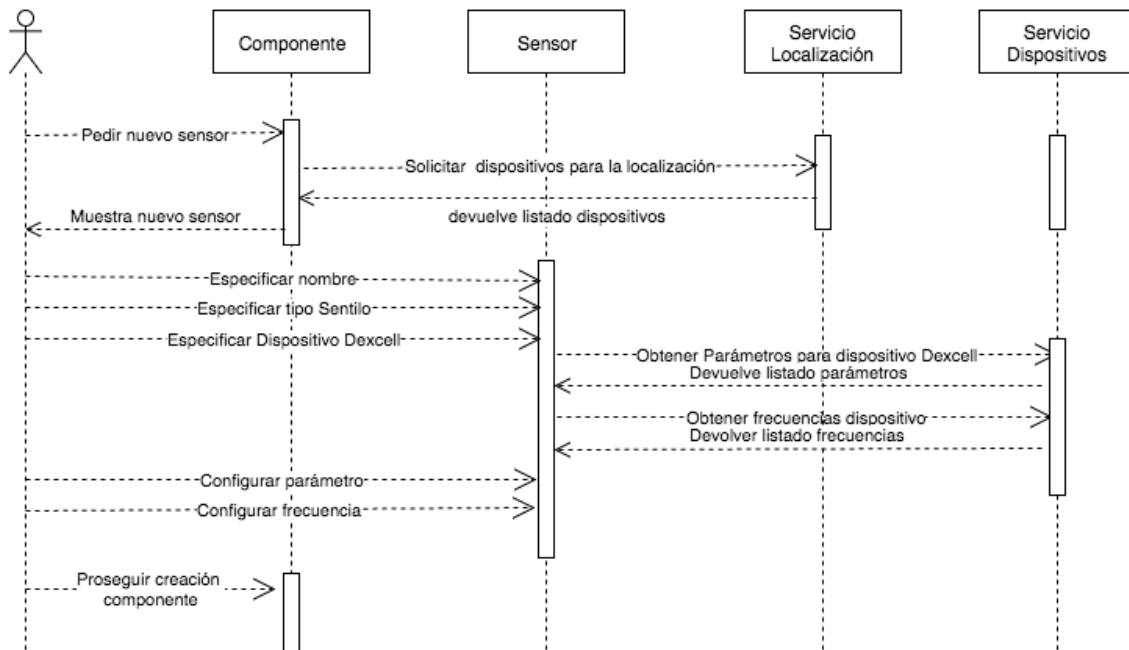 Componente
Sensor
Servicio
Localización
Servicio
Dispositivos
Pedir nuevo sensor
Solicitar dispositivos para la localización
Muestra nuevo sensor
devuelve listado dispositivos
Especificar nombre
Especificar tipo Sentilo
Especificar Dispositivo Dexcell
Obtener Parámetros para dispositivo Dexcell
Devuelve listado parámetros
Obtener frecuencias dispositivo
Devolver listado frecuencias
Configurar parámetro
Configurar frecuencia
Proseguir creación
componente